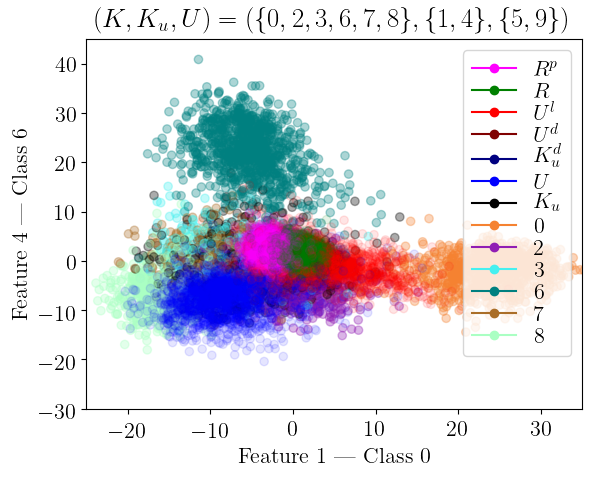 (K, K_u, U) = ({0, 2, 3, 6, 7, 8}, {1, 4}, {5, 9})
Feature 4 — Class 6
40
30
20
10
0
−10
−20
−30
R^p
R
U^l
U^d
K_u^d
U
K_u
0
2
3
6
7
8
−20 −10 0 10 20 30
Feature 1 — Class 0